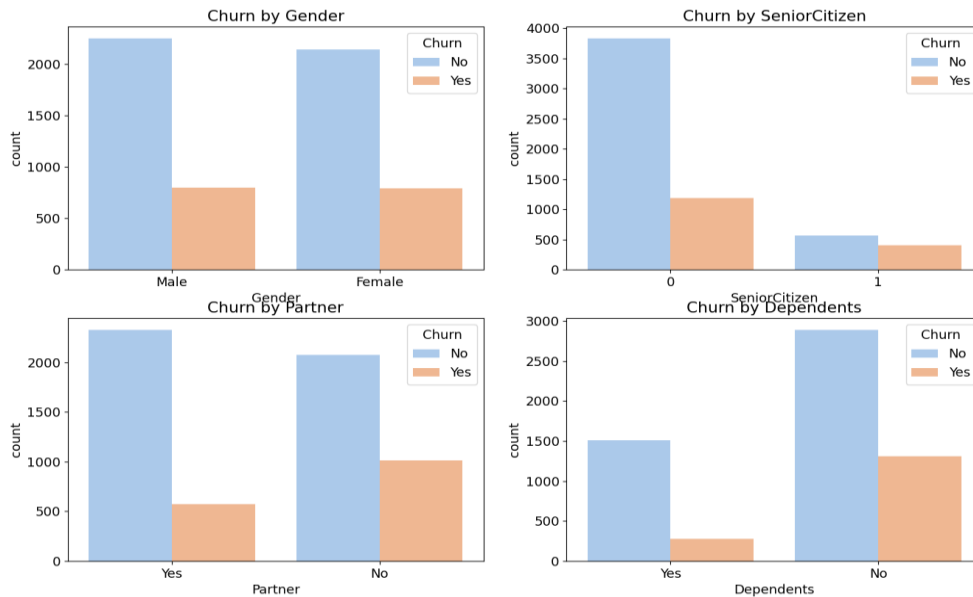 Churn by Gender
Churn
No
Yes
2000
1500
1000
500
0
count
Male
Female
Gender
Churn by SeniorCitizen
Churn
No
Yes
4000
3500
3000
2500
2000
1500
1000
500
0
count
0
1
SeniorCitizen
Churn by Partner
Churn
No
Yes
2000
1500
1000
500
0
count
Yes
No
Partner
Churn by Dependents
Churn
No
Yes
3000
2500
2000
1500
1000
500
0
count
Yes
No
Dependents